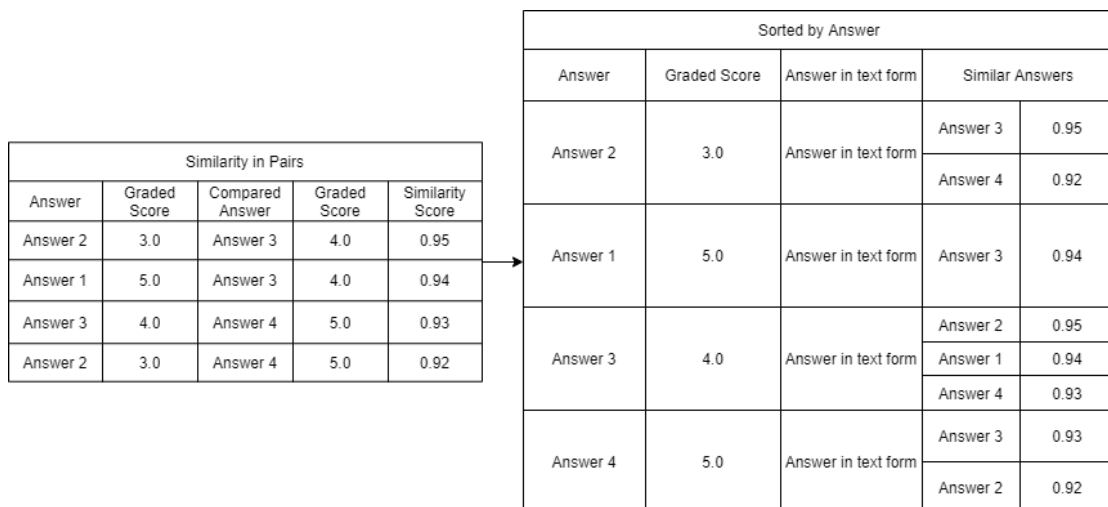 Similarity in Pairs
Answer Graded Score Compared Answer Graded Score Similarity Score
Answer 2 3.0 Answer 3 4.0 0.95
Answer 1 5.0 Answer 3 4.0 0.94
Answer 3 4.0 Answer 4 5.0 0.93
Answer 2 3.0 Answer 4 5.0 0.92
Sorted by Answer
Answer Graded Score Answer in text form Similar Answers
Answer 2 3.0 Answer in text form Answer 3 0.95
Answer 4 0.92
Answer 1 5.0 Answer in text form Answer 3 0.94
Answer 3 4.0 Answer in text form Answer 2 0.95
Answer 1 0.94
Answer 4 0.93
Answer 4 5.0 Answer in text form Answer 3 0.93
Answer 2 0.92